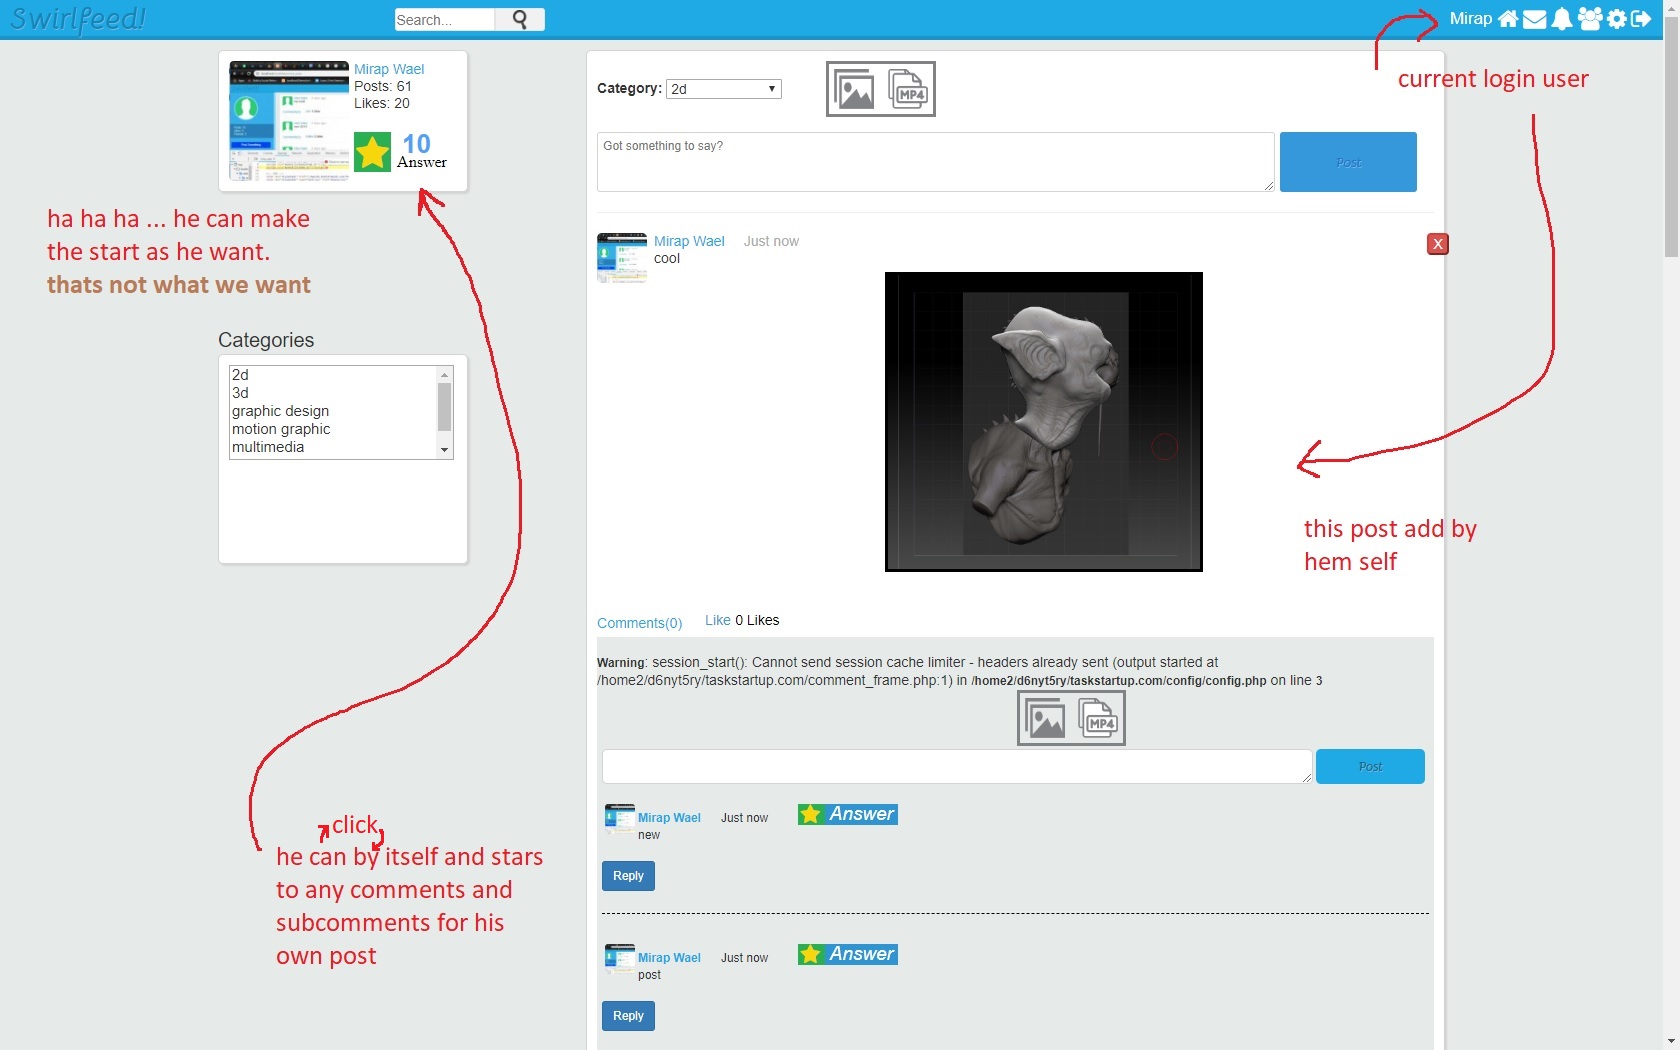 Swirlfeed!
Search...
Mirap
current login user
Mirap Wael
Posts: 61
Likes: 20
10
Answer
ha ha ha ... he can make
the start as he want.
thats not what we want
Categories
2d
3d
graphic design
motion graphic
multimedia
Category: 2d
MP4
Got something to say?
Post
Mirap Wael Just now
cool
X
this post add by
hem self
Comments(0) Like 0 Likes
Warning: session_start(): Cannot send session cache limiter - headers already sent (output started at
/home2/d6nyt5ry/taskstartup.com/comment_frame.php:1) in /home2/d6nyt5ry/taskstartup.com/config/config.php on line 3
MP4
Post
Mirap Wael Just now Answer
new
Reply
click
he can by itself and stars
to any comments and
subcomments for his
own post
Mirap Wael Just now Answer
post
Reply